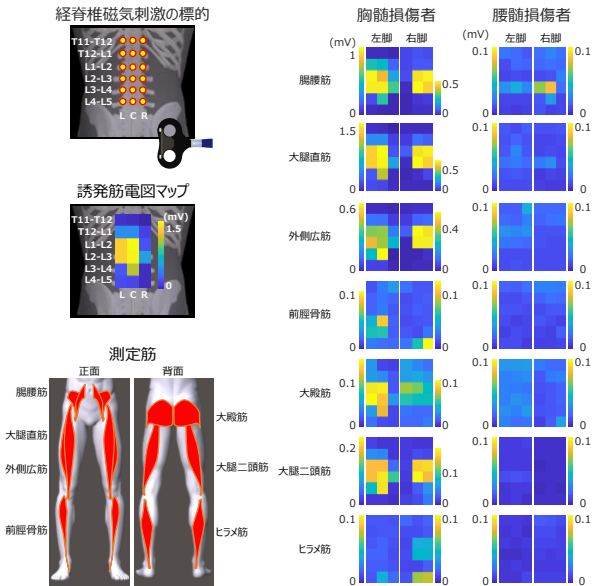 経脊椎磁気刺激の標的
T11-T12
T12-L1
L1-L2
L2-L3
L3-L4
L4-L5
L C R
誘発筋電図マップ
(mV)
T11-T12
T12-L1
L1-L2
L2-L3
L3-L4
L4-L5
1.5
0
L C R
測定筋
正面
背面
腸腰筋
大腿直筋
外側広筋
前脛骨筋
大殿筋
大腿二頭筋
ヒラメ筋
胸髄損傷者
腰髄損傷者
(mV)
左脚
右脚
左脚
右脚
腸腰筋
1
0
0.5
0
0.1
0
0.1
0
大腿直筋
1.5
0
0.5
0
0.1
0
0.1
0
外側広筋
0.6
0
0.4
0
0.1
0
0.1
0
前脛骨筋
0.1
0
0.1
0
0.1
0
0.1
0
大殿筋
0.1
0
0.1
0
0.1
0
0.1
0
大腿二頭筋
0.2
0
0.1
0
0.1
0
0.1
0
ヒラメ筋
0.1
0
0.1
0
0.1
0
0.1
0